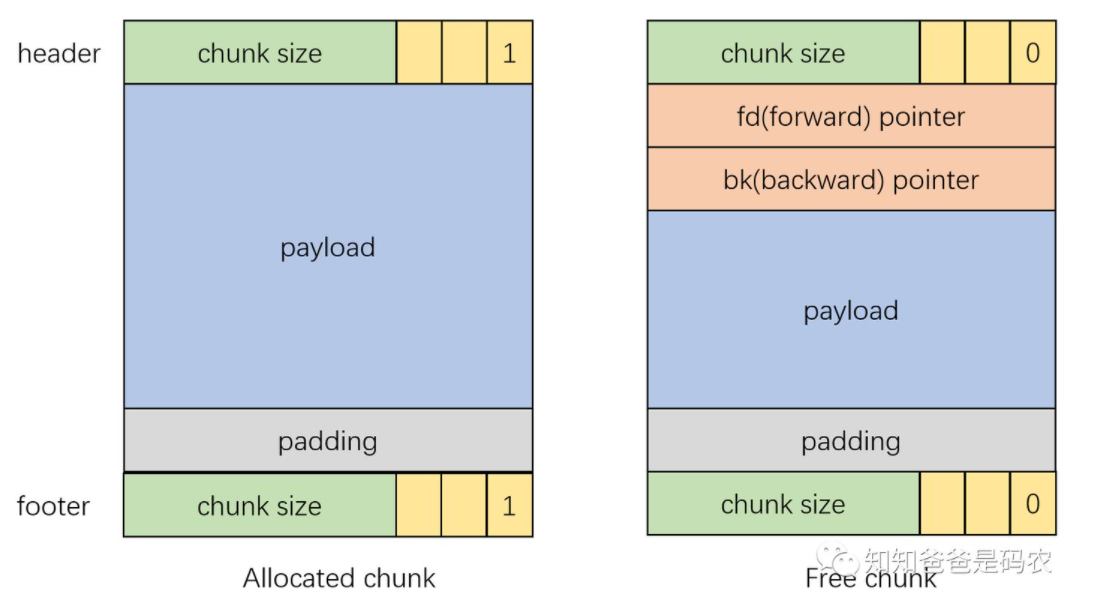 header
chunk size 1
payload
padding
footer
chunk size 1
Allocated chunk
chunk size 0
fd(forward) pointer
bk(backward) pointer
payload
padding
chunk size 0
Free chunk
知知爸爸是码农